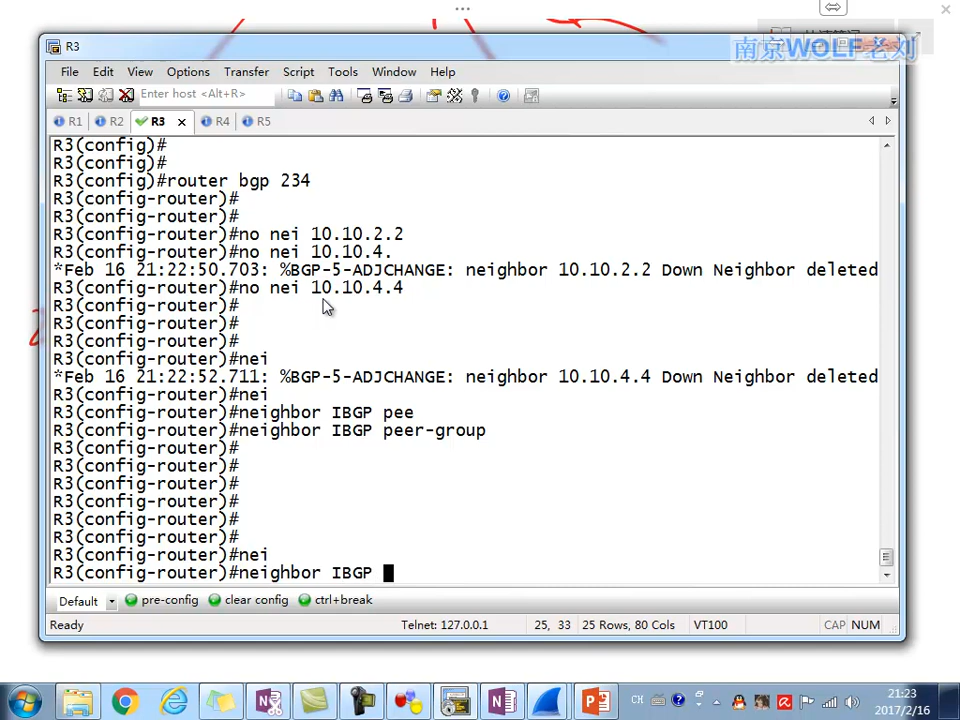 R3
南京WOLF老刘
File Edit View Options Transfer Script Tools Window Help
Enter host <Alt+R>
R1 R2 R3 R4 R5
R3(config)#
R3(config)#
R3(config)#router bgp 234
R3(config-router)#
R3(config-router)#
R3(config-router)#no nei 10.10.2.2
R3(config-router)#no nei 10.10.4.
*Feb 16 21:22:50.703: %BGP-5-ADJCHANGE: neighbor 10.10.2.2 Down Neighbor deleted
R3(config-router)#no nei 10.10.4.4
R3(config-router)#
R3(config-router)#
R3(config-router)#
R3(config-router)#nei
*Feb 16 21:22:52.711: %BGP-5-ADJCHANGE: neighbor 10.10.4.4 Down Neighbor deleted
R3(config-router)#nei
R3(config-router)#neighbor IBGP pee
R3(config-router)#neighbor IBGP peer-group
R3(config-router)#
R3(config-router)#
R3(config-router)#
R3(config-router)#
R3(config-router)#
R3(config-router)#
R3(config-router)#nei
R3(config-router)#neighbor IBGP
Default pre-config clear config ctrl+break
Ready Telnet: 127.0.0.1 25, 33 25 Rows, 80 Cols VT100 CAP NUM
CH 21:23
2017/2/16